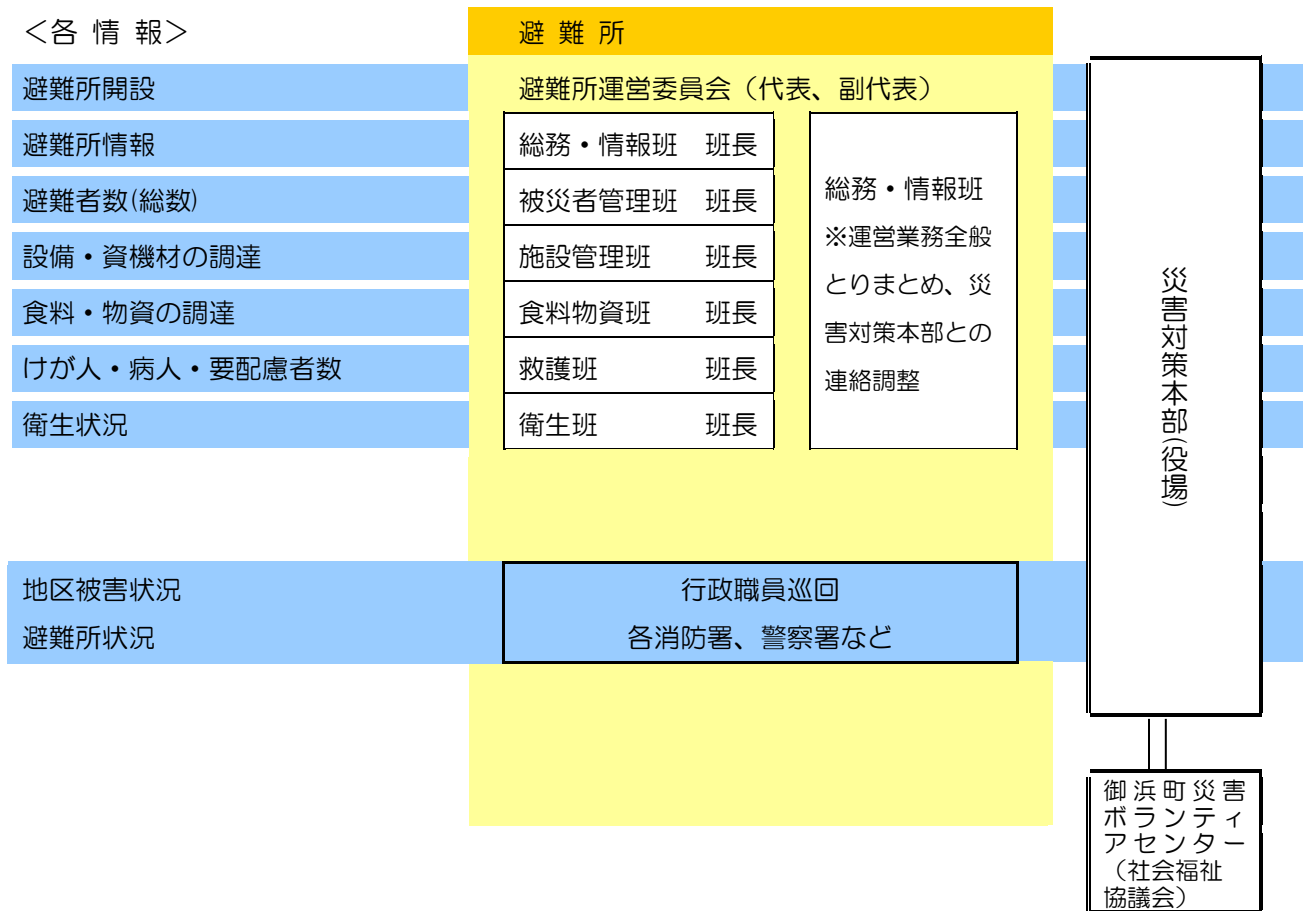 <各 情 報>
避 難 所
避難所開設
避難所運営委員会（代表、副代表）
避難所情報
総務・情報班 班長
避難者数(総数)
被災者管理班 班長
設備・資機材の調達
施設管理班 班長
食料・物資の調達
食料物資班 班長
けが人・病人・要配慮者数
救護班 班長
衛生状況
衛生班 班長
総務・情報班
※運営業務全般
とりまとめ、災
害対策本部との
連絡調整
災害対策本部(役場)
地区被害状況
行政職員巡回
避難所状況
各消防署、警察署など
御浜町災害
ボランティ
アセンター
（社会福祉
協議会）